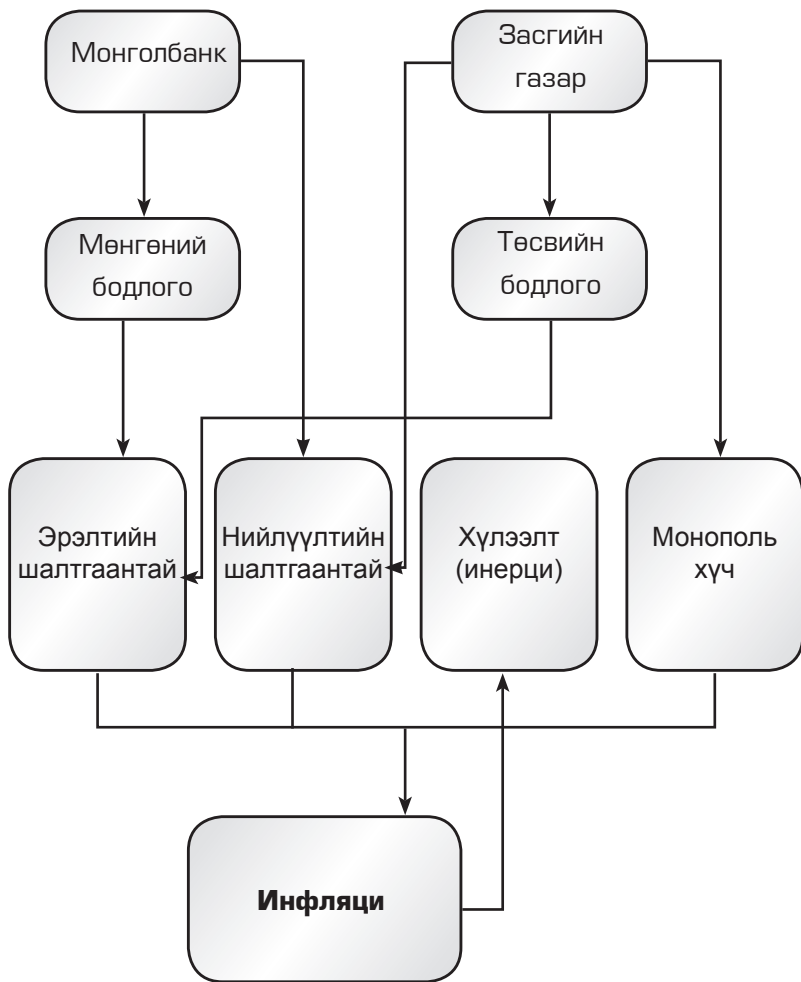 Монголбанк
Засгийн
газар
Мөнгөний
бодлого
Төсвийн
бодлого
Эрэлтийн
шалтгаантай
Нийлүүлтийн
шалтгаантай
Хүлээлт
(инерци)
Монополь
хүч
Инфляци